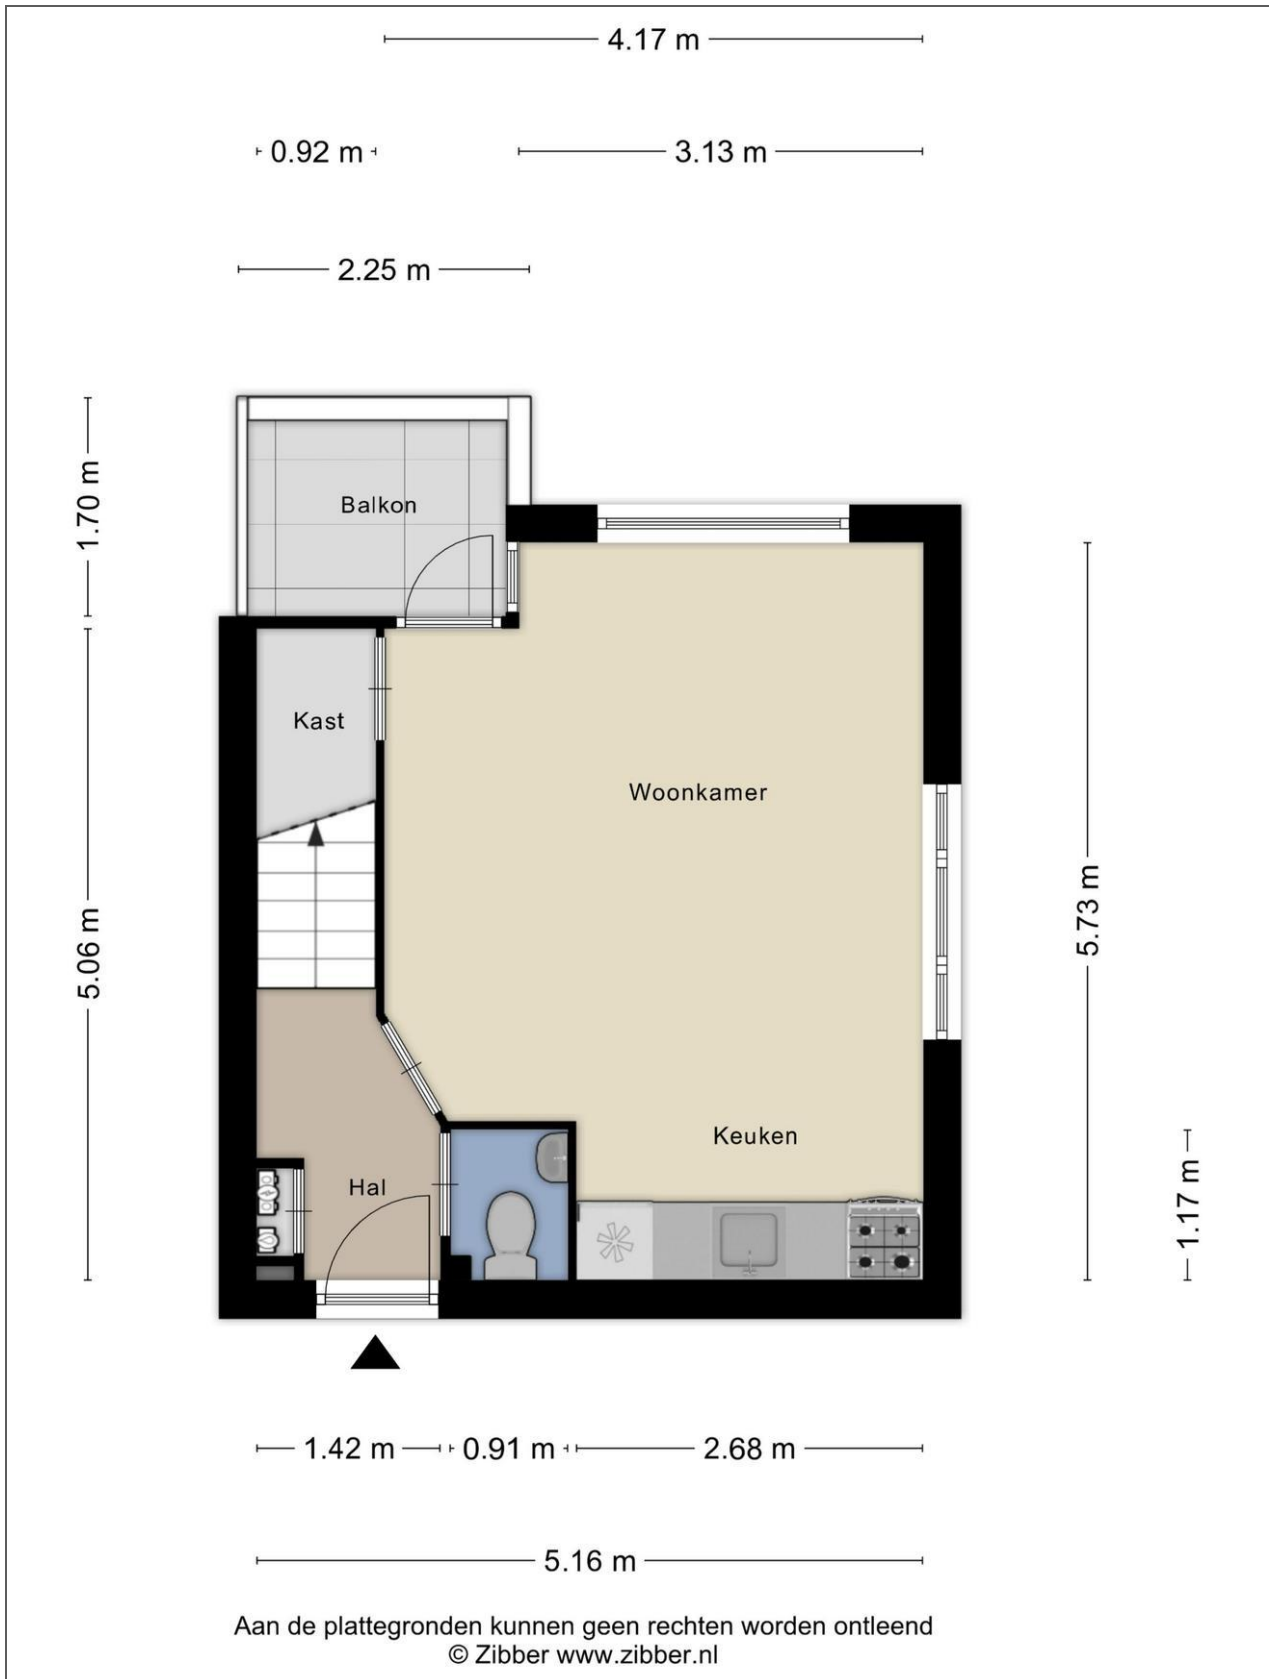 4.17 m
0.92 m
3.13 m
2.25 m
1.70 m
Balkon
Kast
Woonkamer
5.06 m
5.73 m
Keuken
Hal
1.17 m
1.42 m
0.91 m
2.68 m
5.16 m
Aan de plattegronden kunnen geen rechten worden ontleend
© Zibber www.zibber.nl